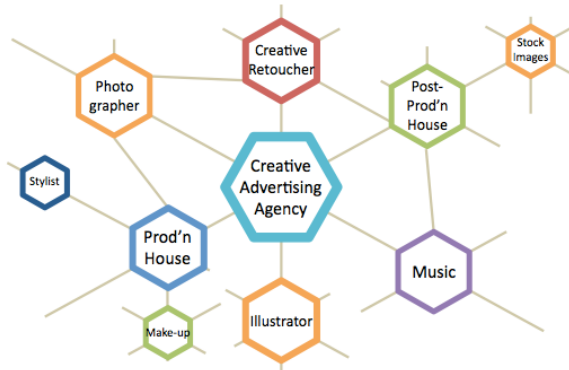 Creative
Retoucher
Stock
Images
Photo
grapher
Post-
Prod'n
House
Creative
Advertising
Agency
Stylist
Prod'n
House
Music
Illustrator
Make-up